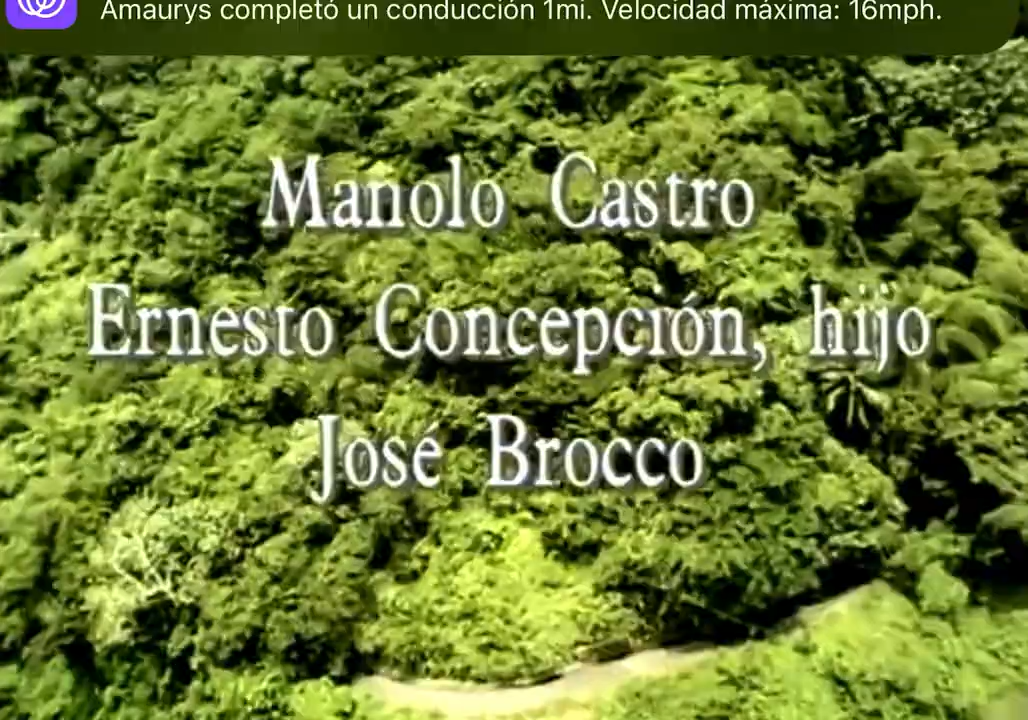 Amaurys completó un conducción 1mi. Velocidad máxima: 16mph.
Manolo Castro
Ernesto Concepción, hijo
José Brocco